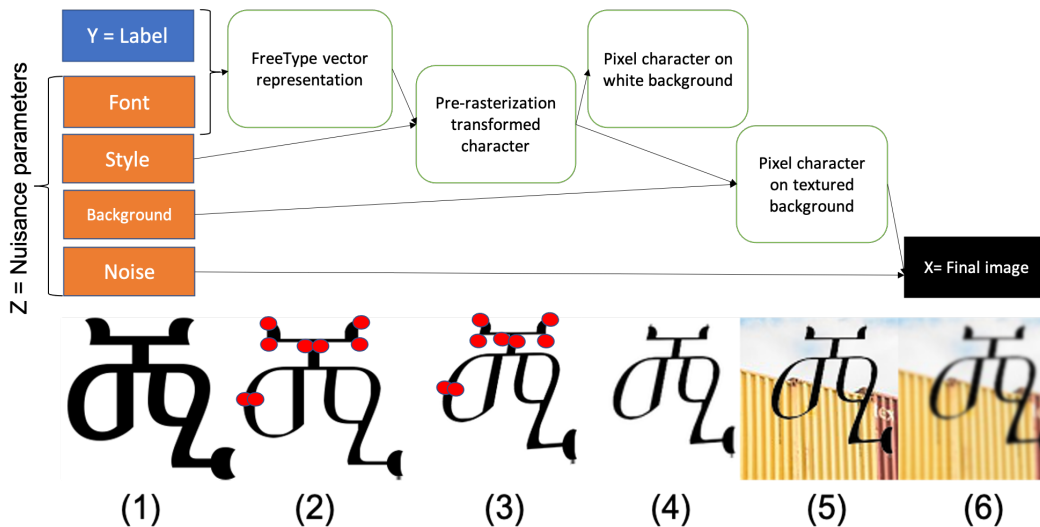 Y = Label
FreeType vector
representation
Pixel character on
white background
Font
Pre-rasterization
transformed
character
Style
Pixel character
on textured
background
Background
Noise
X= Final image
Z = Nuisance parameters
(1)
(2)
(3)
(4)
(5)
(6)